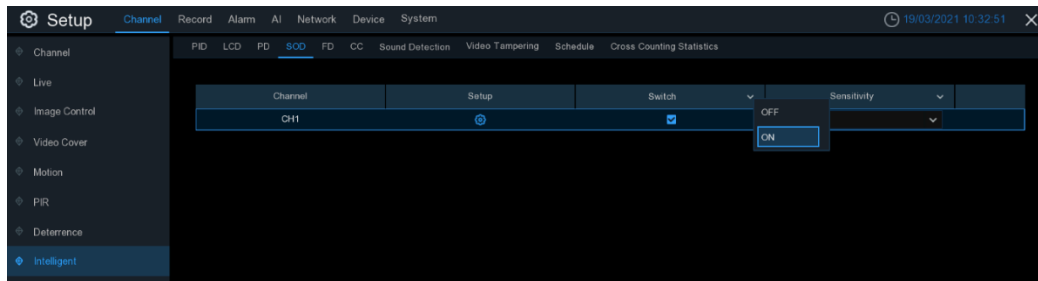 Setup Channel Record Alarm AI Network Device System 19/03/2021 10:32:51
PID LCD PD SOD FD CC Sound Detection Video Tampering Schedule Cross Counting Statistics
Channel
Live
Image Control
Video Cover
Motion
PIR
Deterrence
Intelligent
Channel Setup Switch Sensitivity
CH1
OFF
ON